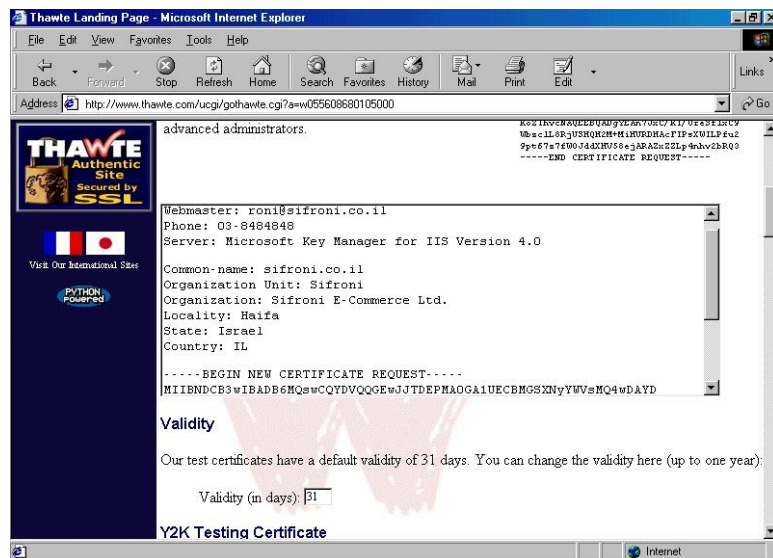 Thawte Landing Page - Microsoft Internet Explorer
File Edit View Favorites Tools Help
Back Forward Stop Refresh Home Search Favorites History Mail Print Edit Links
Address http://www.thawte.com/ucgi/gothawte.cgi?a=w055608680105000 Go
THAWTE
Authentic
Site
Secured by
SSL
Visit Our International Sites
PYTHON
Powered
advanced administrators.
-----END CERTIFICATE REQUEST-----
Webmaster: roni@sifroni.co.il
Phone: 03-8484848
Server: Microsoft Key Manager for IIS Version 4.0
Common-name: sifroni.co.il
Organization Unit: Sifroni
Organization: Sifroni E-Commerce Ltd.
Locality: Haifa
State: Israel
Country: IL
-----BEGIN NEW CERTIFICATE REQUEST-----
MIIBNDCB3wIBADB6MQswCQYDVQQGEwJJTDEPMA0GA1UECBMGSXNyYWVsMQ4wDAYD
Validity
Our test certificates have a default validity of 31 days. You can change the validity here (up to one year):
Validity (in days): 31
Y2K Testing Certificate
Internet